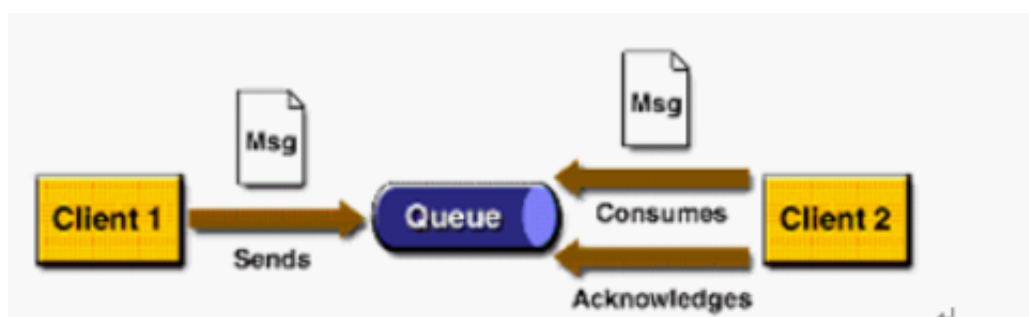 Msg
Msg
Client 1
Queue
Consumes
Client 2
Sends
Acknowledges